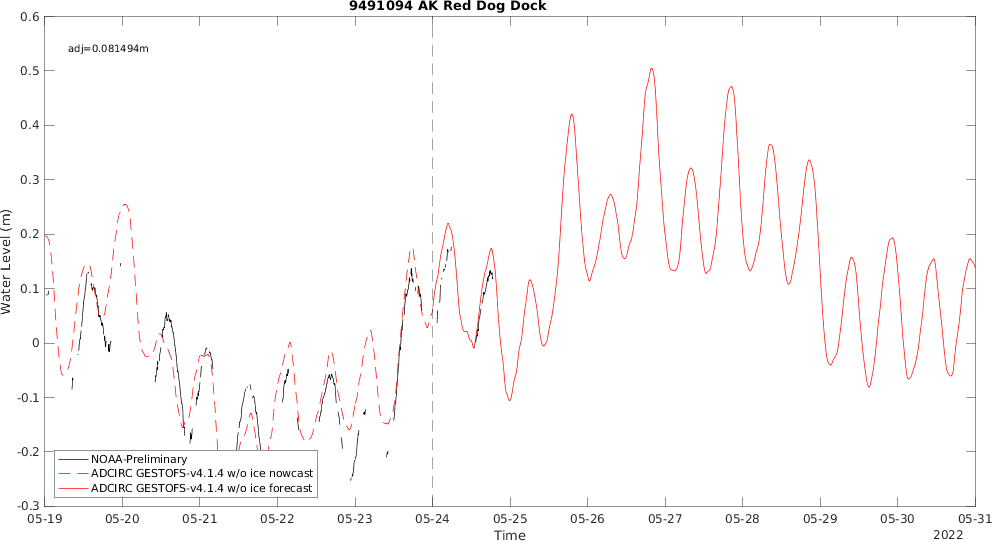 9491094 AK Red Dog Dock
adj=0.081494m
Water Level (m)
0.6
0.5
0.4
0.3
0.2
0.1
0
-0.1
-0.2
-0.3
NOAA-Preliminary
ADCIRC GESTOFS-v4.1.4 w/o ice nowcast
ADCIRC GESTOFS-v4.1.4 w/o ice forecast
05-19 05-20 05-21 05-22 05-23 05-24 05-25 05-26 05-27 05-28 05-29 05-30 05-31
Time
2022